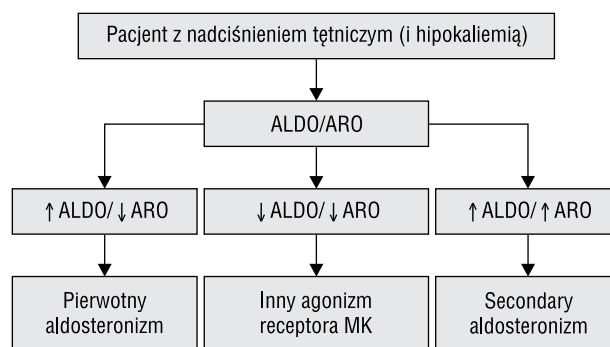 Pacjent z nadciśnieniem tętniczym (i hipokaliemią)
ALDO/ARO
↑ ALDO/↓ ARO
↓ ALDO/↓ ARO
↑ ALDO/↑ ARO
Pierwotny
aldosteronizm
Inny agonizm
receptora MK
Secondary
aldosteronizm